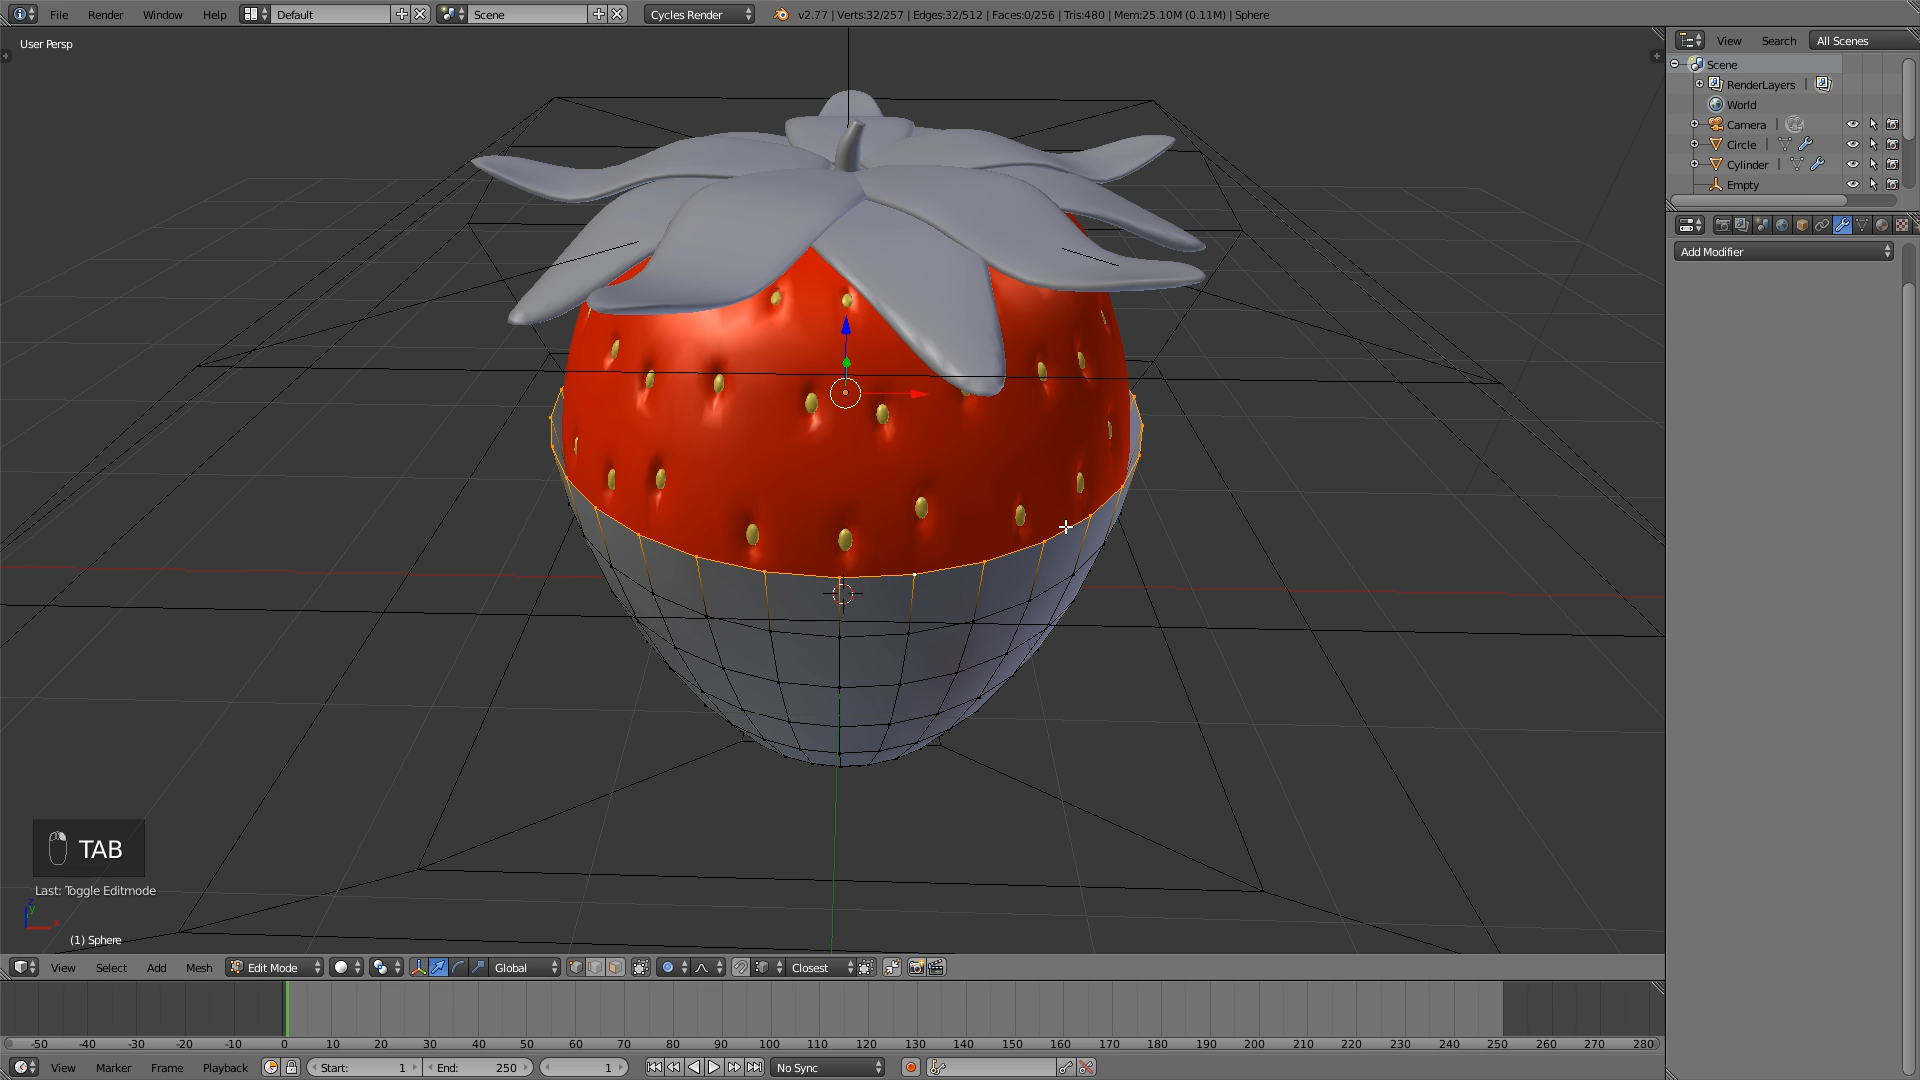 File Render Window Help Default Scene Cycles Render v2.77 | Verts:32/257 | Edges:32/512 | Faces:0/256 | Tris:480 | Mem:25.10M (0.11M) | Sphere
User Persp
View Search All Scenes
Scene
RenderLayers |
World
Camera |
Circle |
Cylinder |
Empty
Add Modifier
TAB
Last: Toggle Editmode
z
y
x
(1) Sphere
View Select Add Mesh Edit Mode Global Closest
-50 -40 -30 -20 -10 0 10 20 30 40 50 60 70 80 90 100 110 120 130 140 150 160 170 180 190 200 210 220 230 240 250 260 270 280
View Marker Frame Playback Start: 1 End: 250 1 No Sync